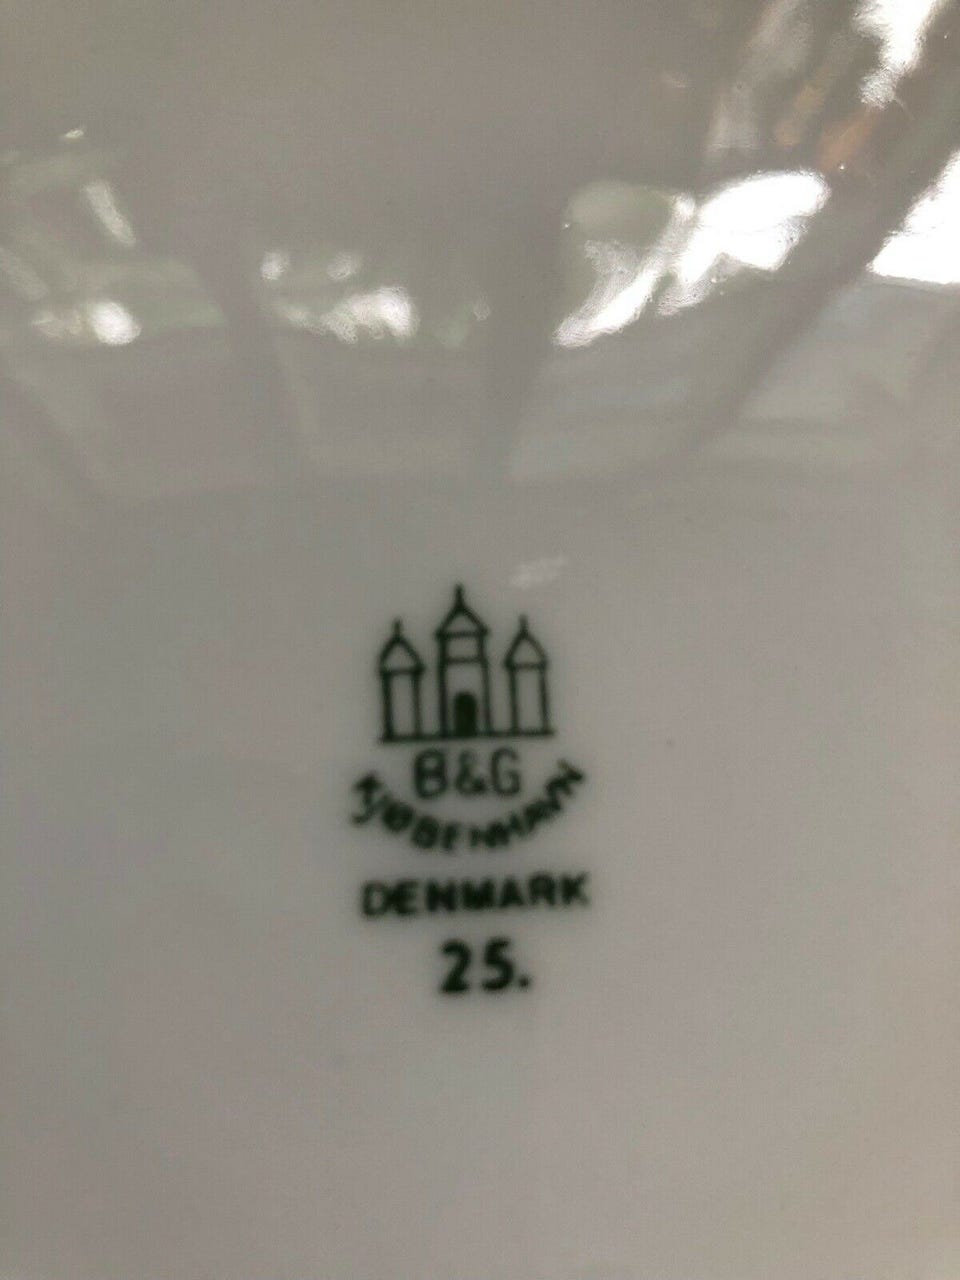 B&G
KJØBENHAVN
DENMARK
25.